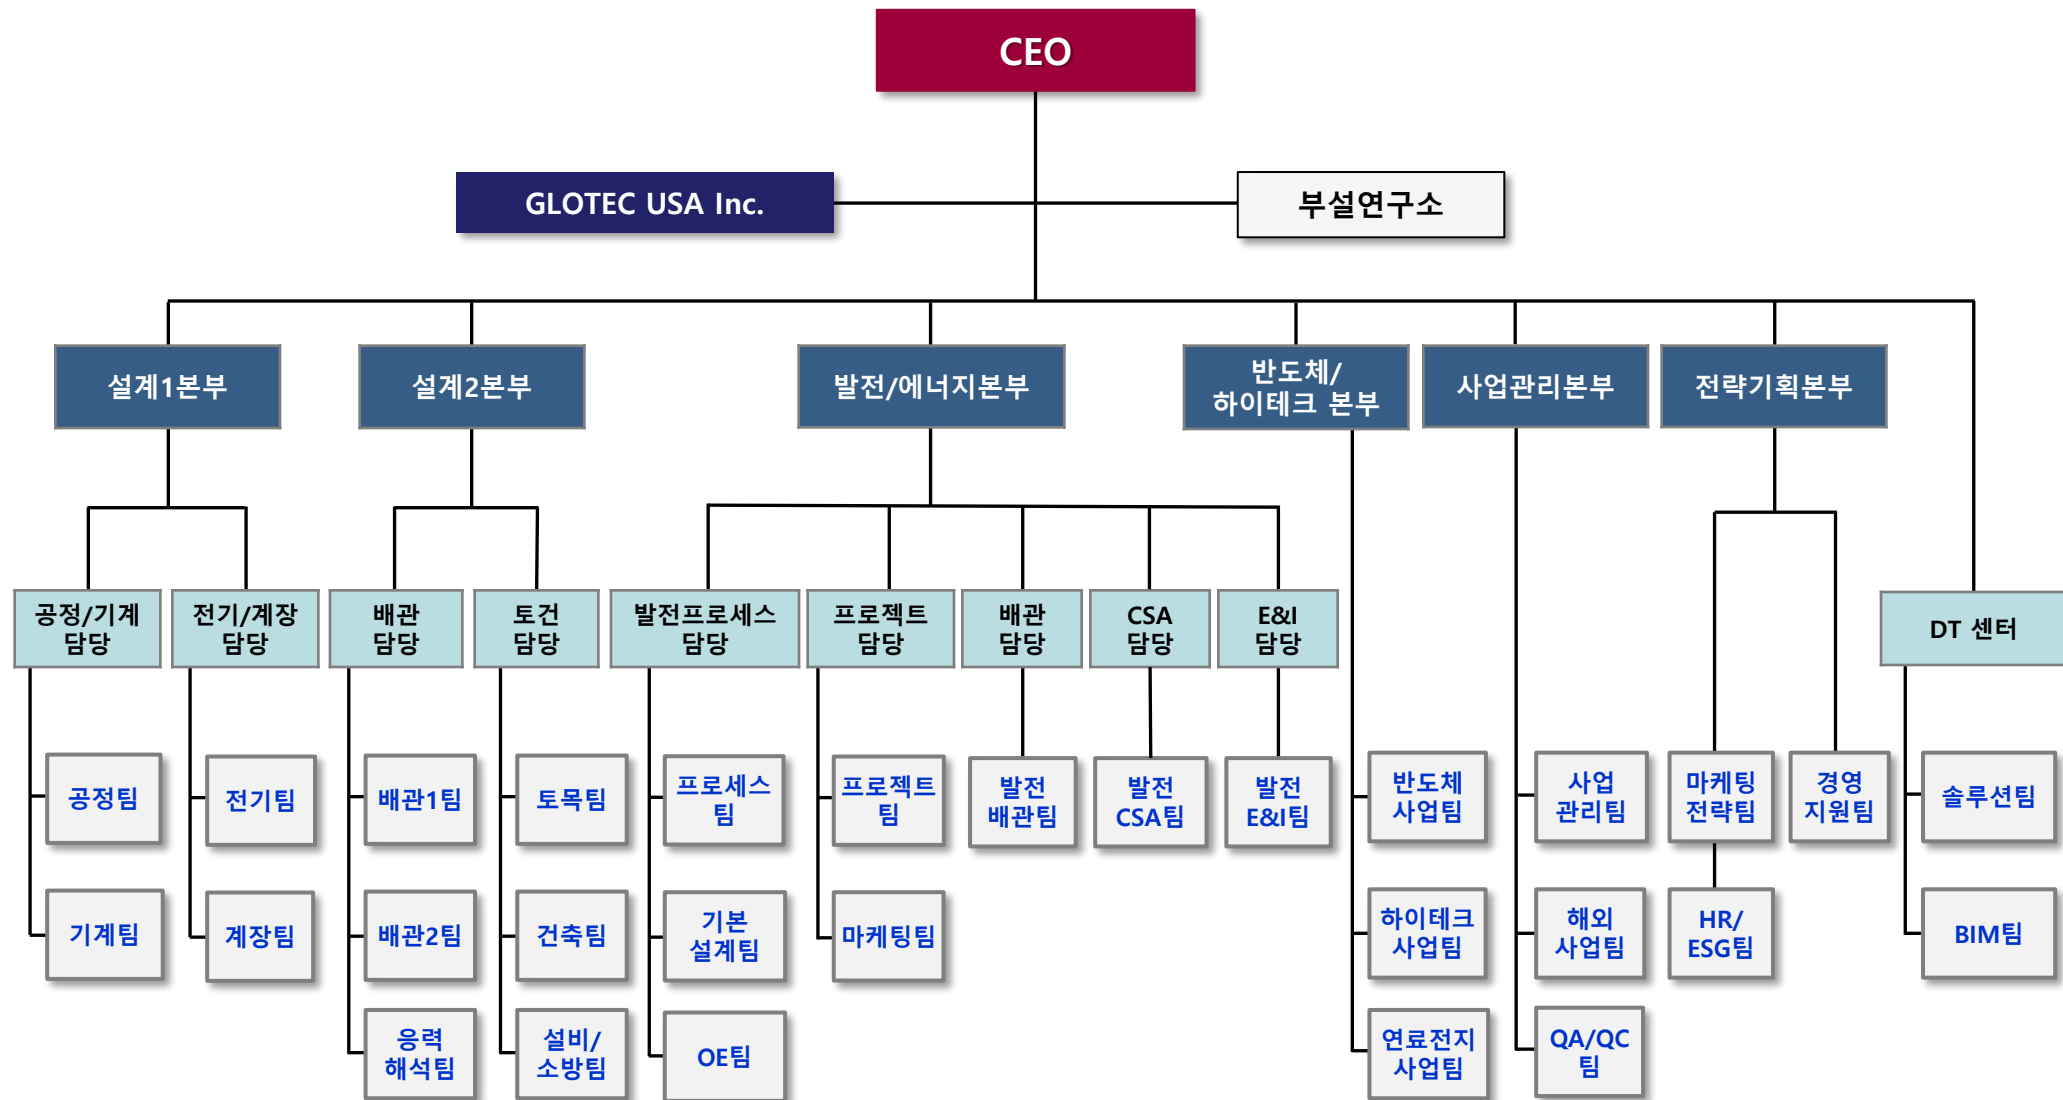 CEO
GLOTEC USA Inc.
부설연구소
설계1본부
설계2본부
발전/에너지본부
반도체/
하이테크 본부
사업관리본부
전략기획본부
공정/기계
담당
전기/계장
담당
배관
담당
토건
담당
발전프로세스
담당
프로젝트
담당
배관
담당
CSA
담당
E&I
담당
DT 센터
공정팀
전기팀
배관1팀
토목팀
프로세스
팀
프로젝트
팀
발전
배관팀
발전
CSA팀
발전
E&I팀
반도체
사업팀
사업
관리팀
마케팅
전략팀
경영
지원팀
솔루션팀
기계팀
계장팀
배관2팀
건축팀
기본
설계팀
마케팅팀
하이테크
사업팀
해외
사업팀
HR/
ESG팀
BIM팀
응력
해석팀
설비/
소방팀
OE팀
연료전지
사업팀
QA/QC
팀